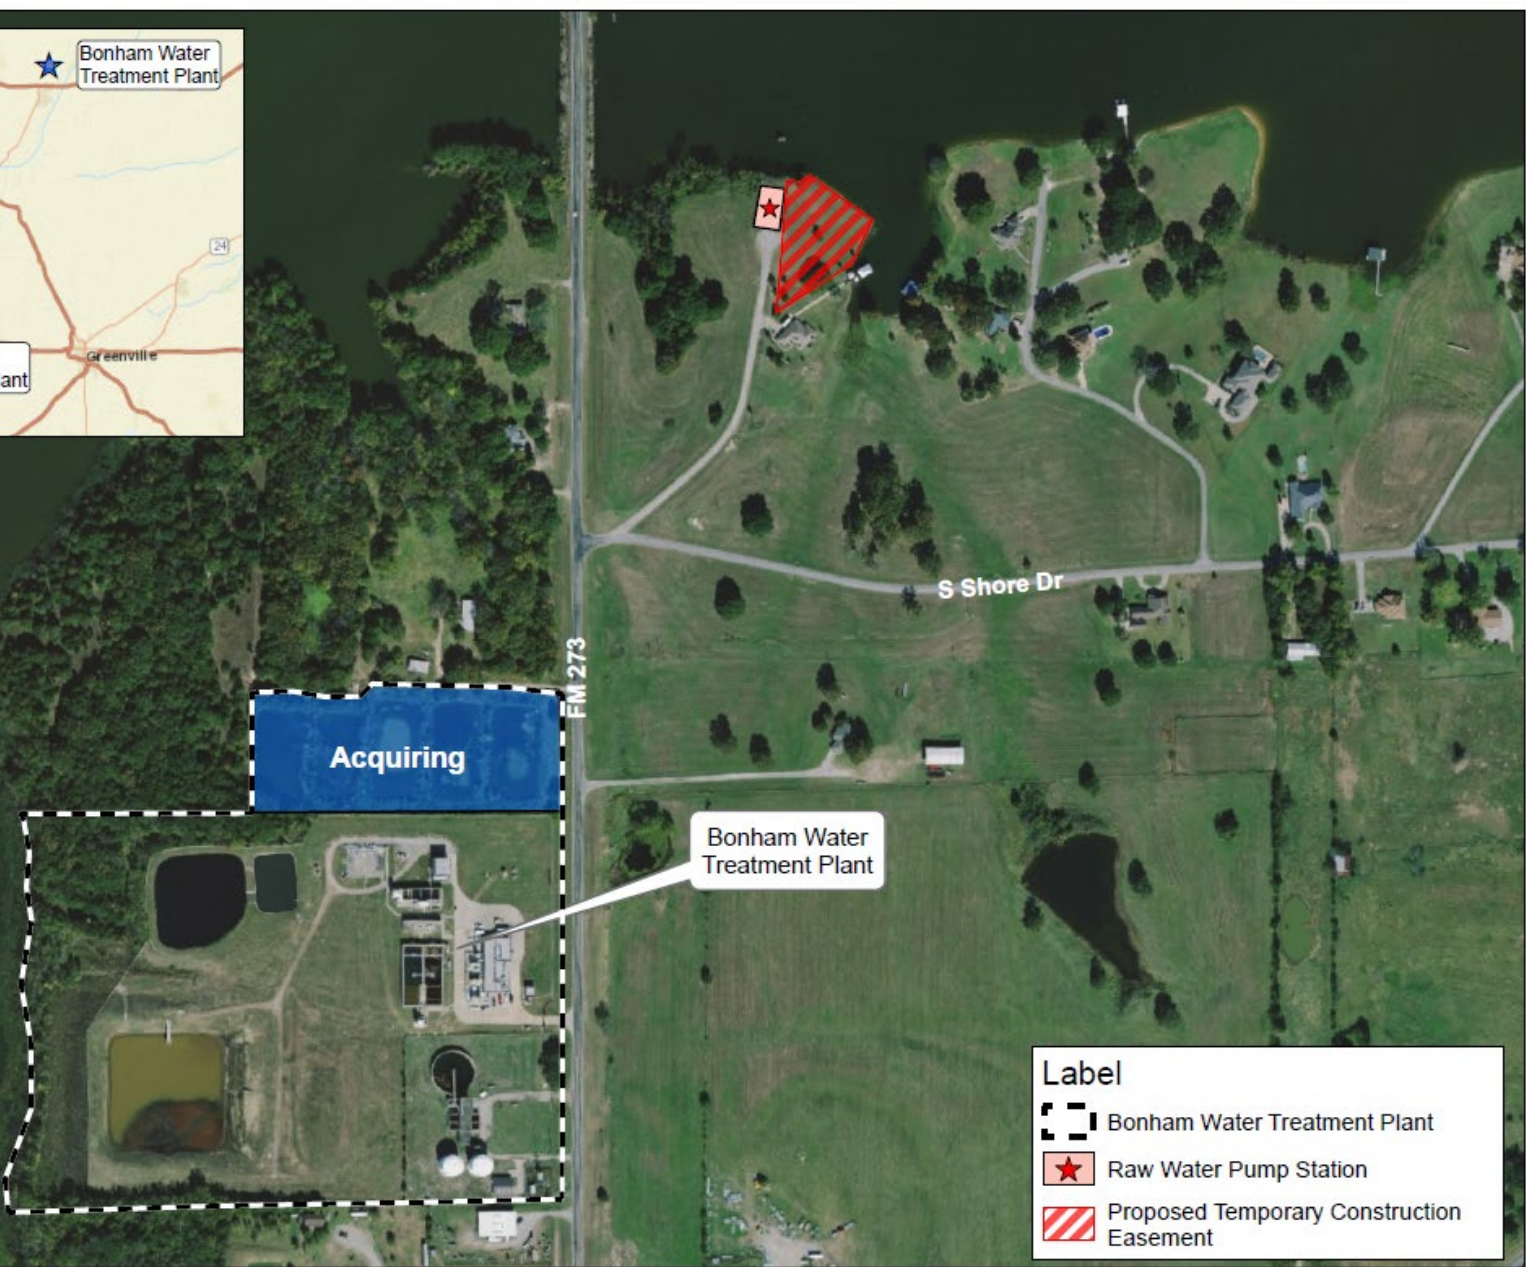 Bonham Water
Treatment Plant
24
Greenville
ant
S Shore Dr
FM 273
Acquiring
Bonham Water
Treatment Plant
Label
Bonham Water Treatment Plant
Raw Water Pump Station
Proposed Temporary Construction
Easement